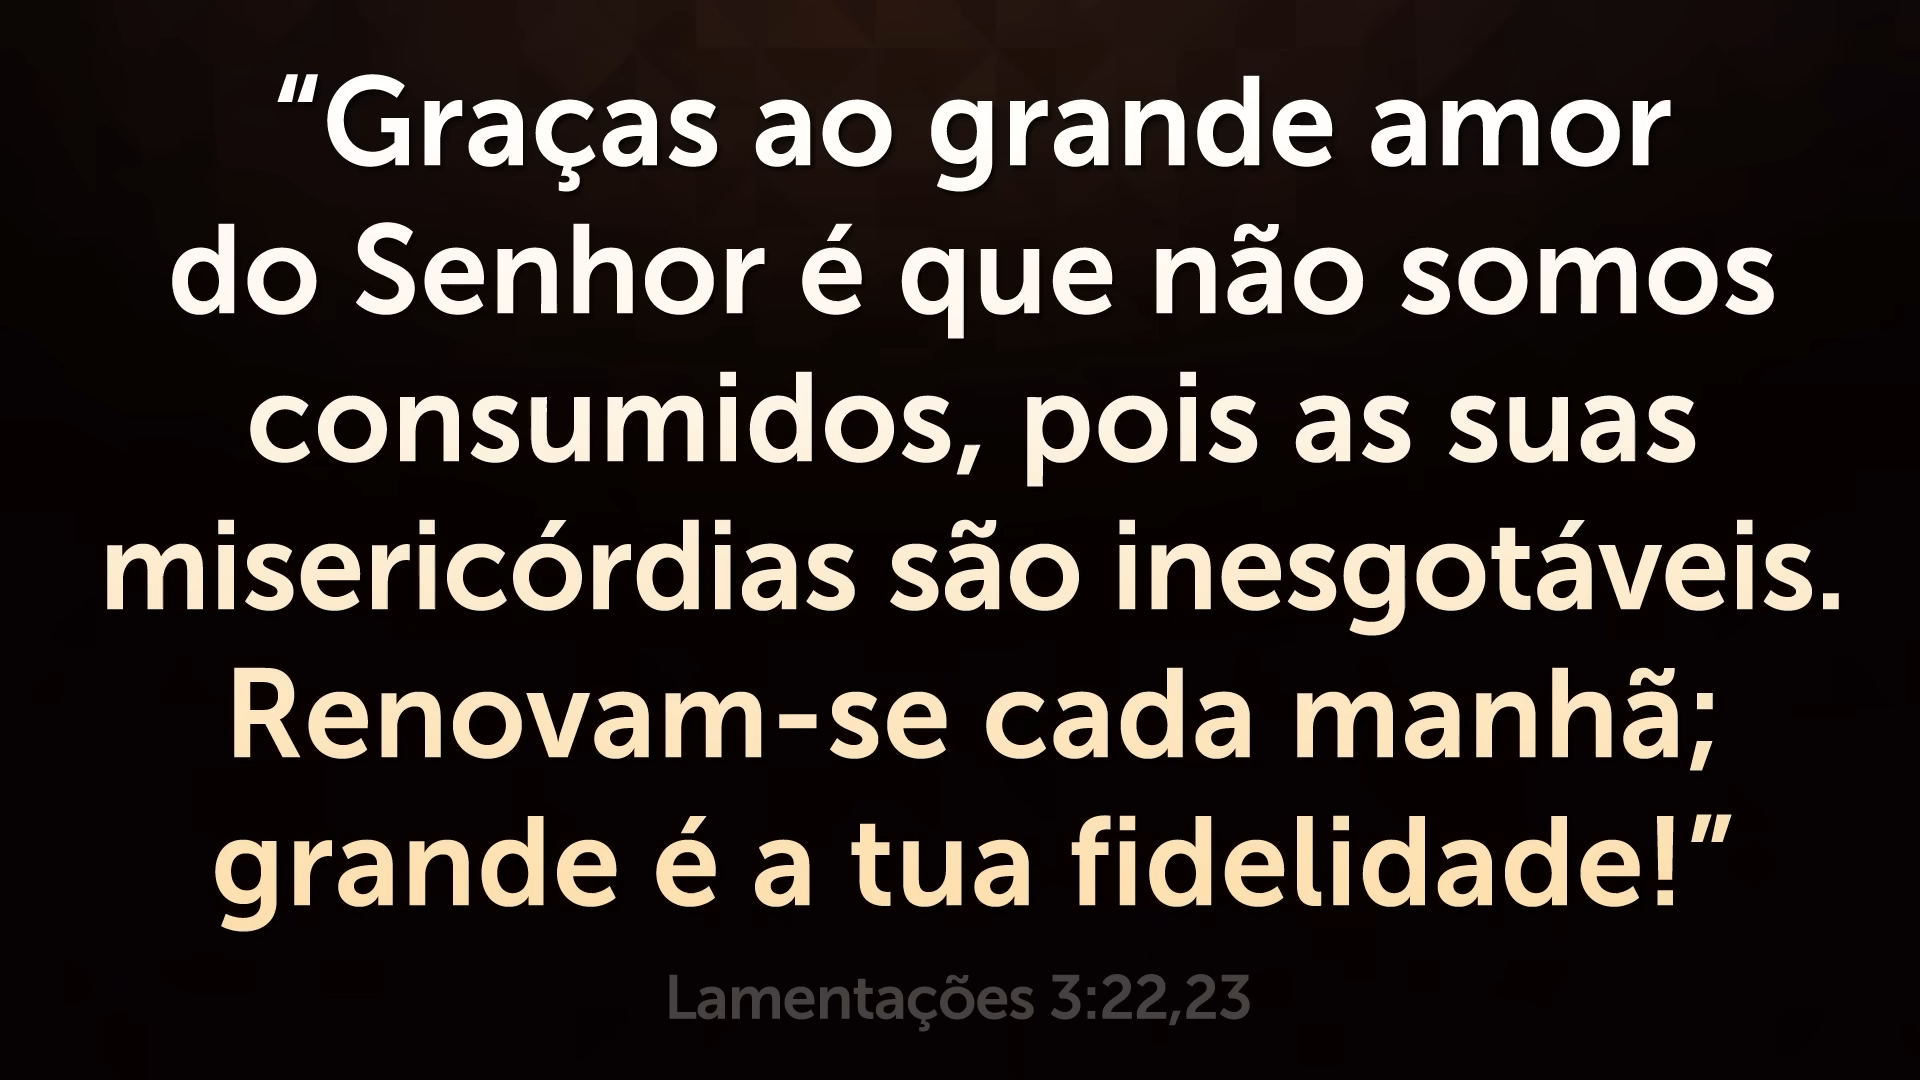 “Graças ao grande amor
do Senhor é que não somos
consumidos, pois as suas
misericórdias são inesgotáveis.
Renovam-se cada manhã;
grande é a tua fidelidade!”
Lamentações 3:22,23